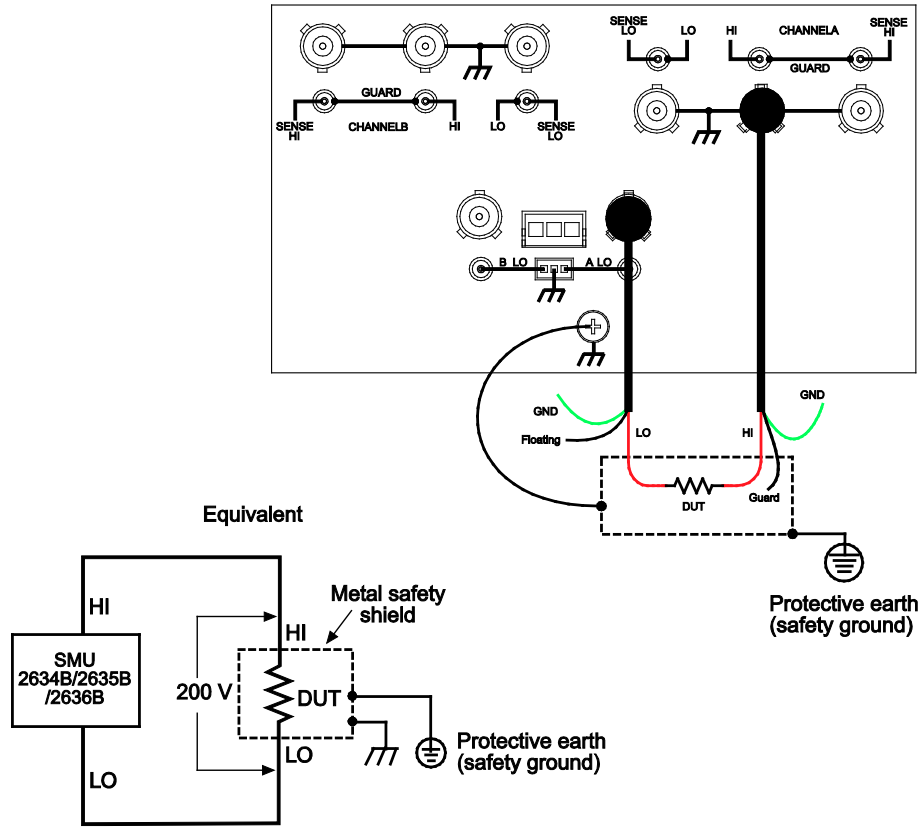 SENSE
LO
LO
HI
CHANNELA
SENSE
HI
GUARD
GUARD
SENSE
HI
CHANNELB
HI
LO
SENSE
LO
B LO
A LO
GND
GND
Floating
LO
HI
DUT
Guard
Protective earth
(safety ground)
Equivalent
Metal safety
shield
HI
HI
SMU
2634B/2635B
/2636B
200 V
DUT
LO
LO
Protective earth
(safety ground)